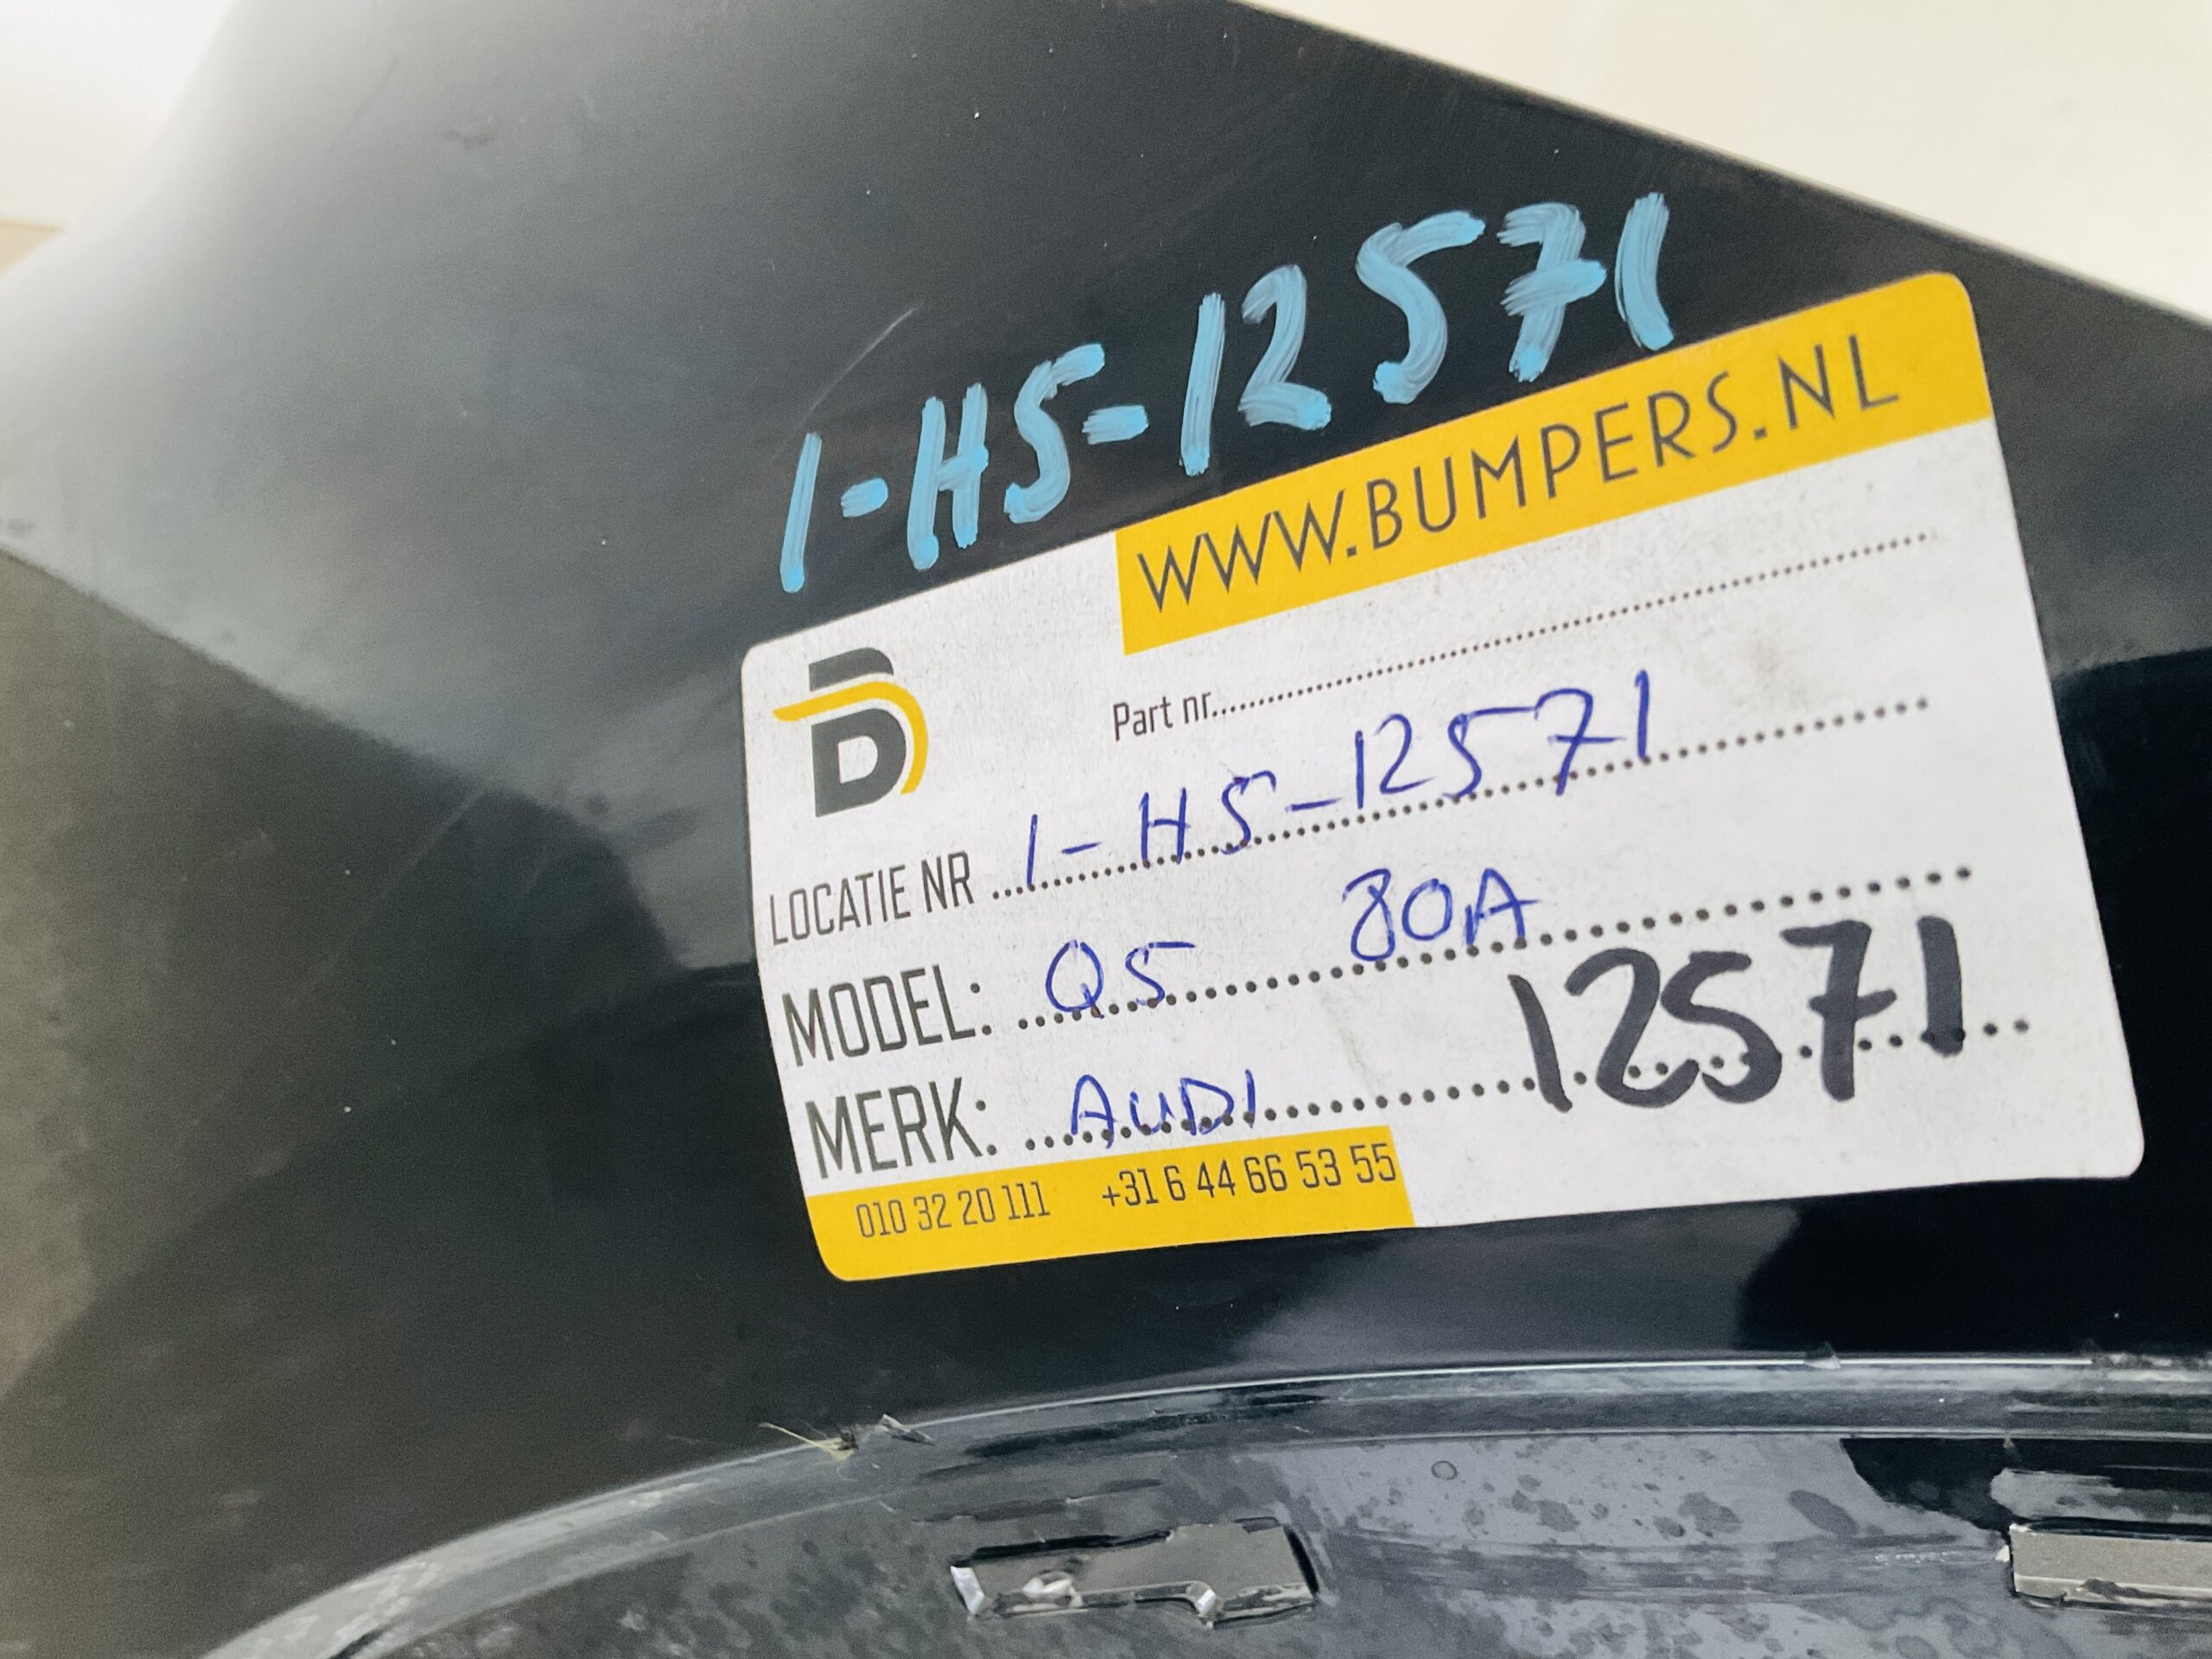 1-HS-12571
WWW.BUMPERS.NL
Part nr.....
LOCATIE NR 1-HS-12571
MODEL: Q5 80A
MERK: AUDI 12571
010 32 20 111 +31 6 44 66 53 55